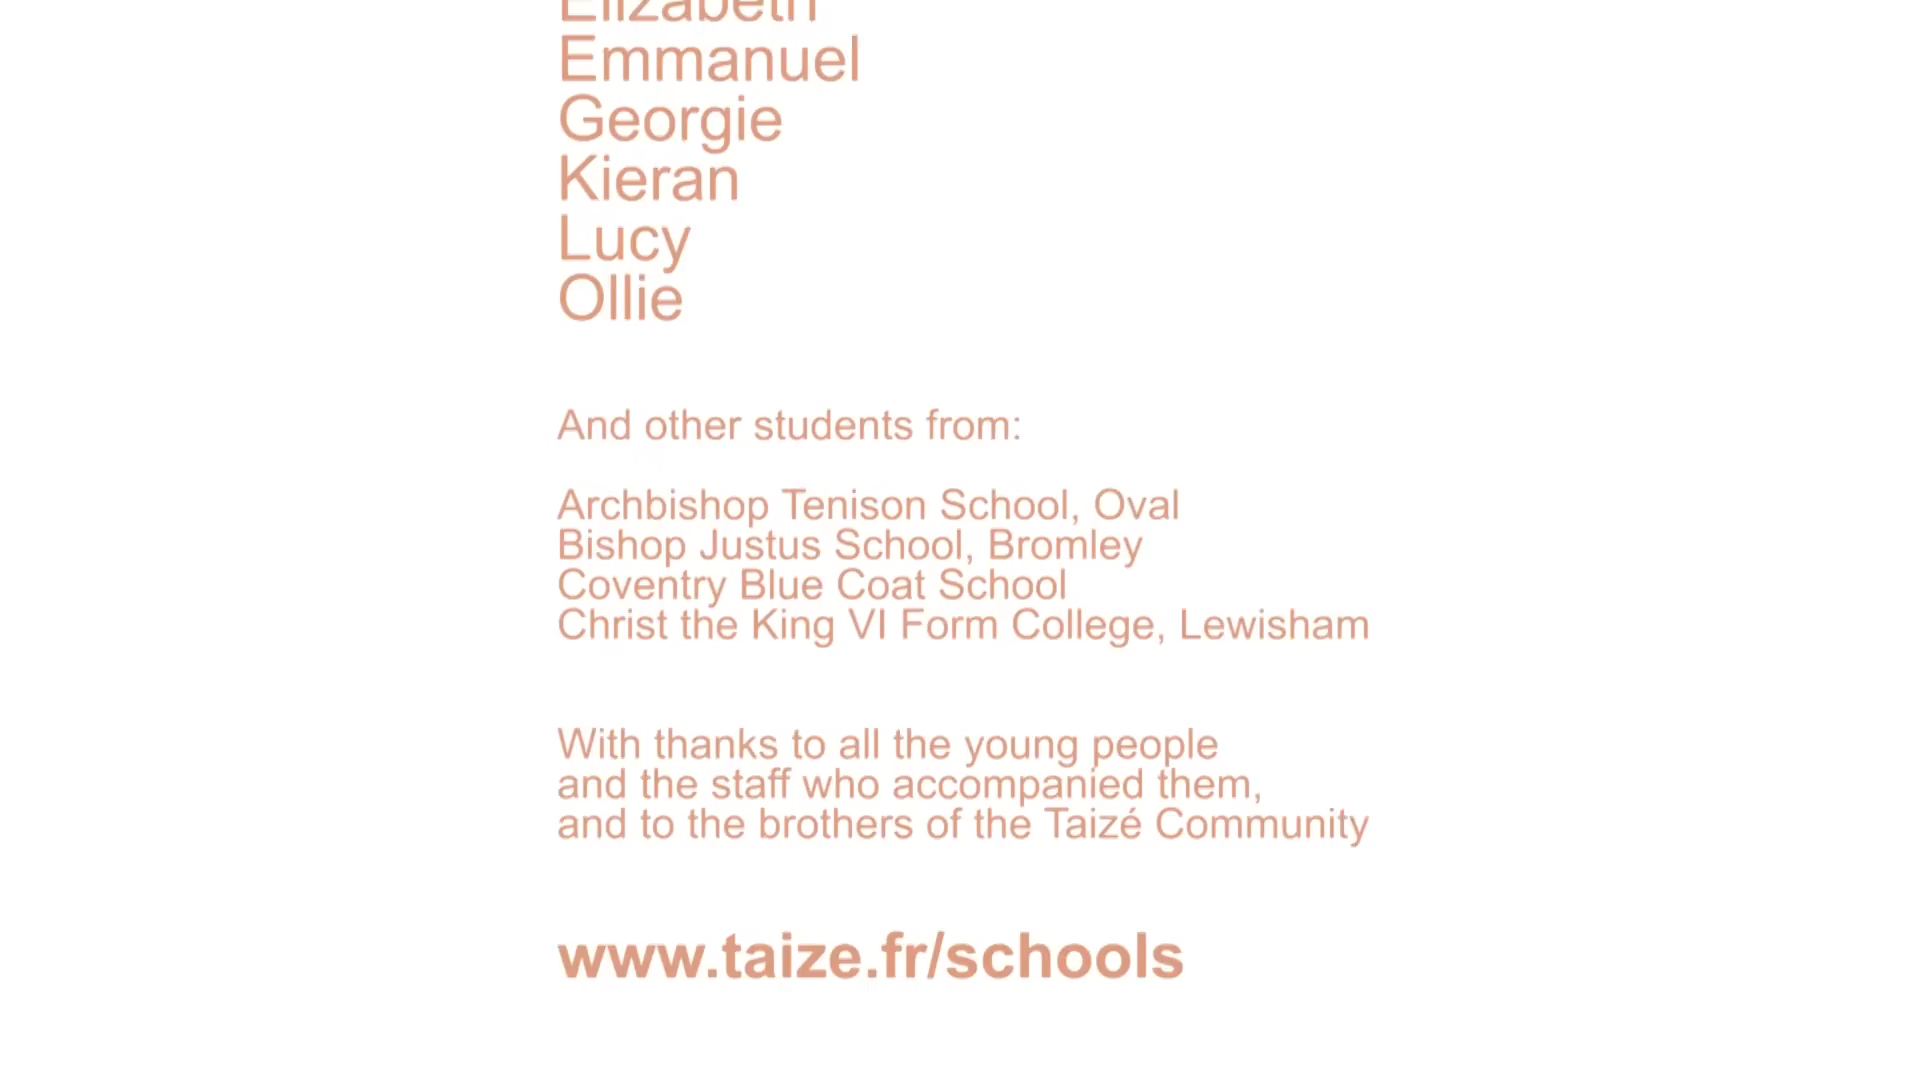 Elizabeth
Emmanuel
Georgie
Kieran
Lucy
Ollie
And other students from:
Archbishop Tenison School, Oval
Bishop Justus School, Bromley
Coventry Blue Coat School
Christ the King VI Form College, Lewisham
With thanks to all the young people
and the staff who accompanied them,
and to the brothers of the Taizé Community
www.taize.fr/schools